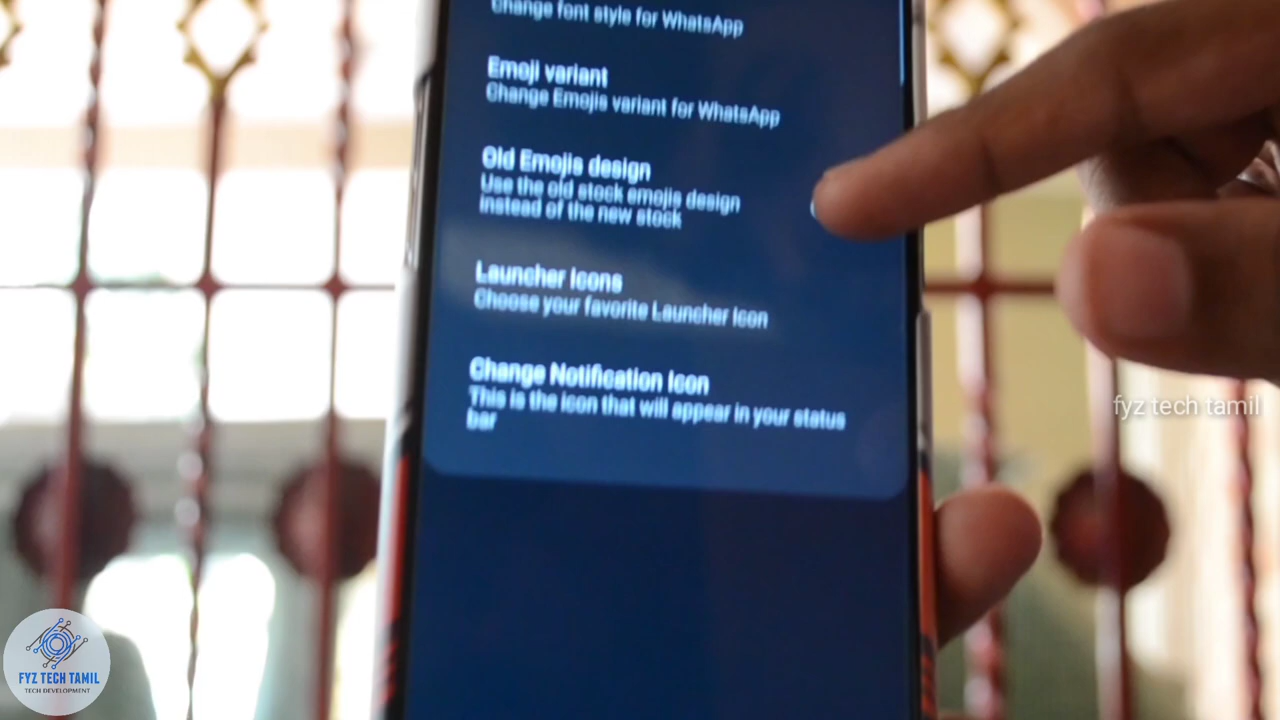 Change font style for WhatsApp
Emoji variant
Change Emojis variant for WhatsApp
Old Emojis design
Use the old stock emojis design
instead of the new stock
Launcher Icons
Choose your favorite Launcher Icon
Change Notification Icon
This is the icon that will appear in your status
bar
fyz tech tamil
FYZ TECH TAMIL
TECH DEVELOPMENT